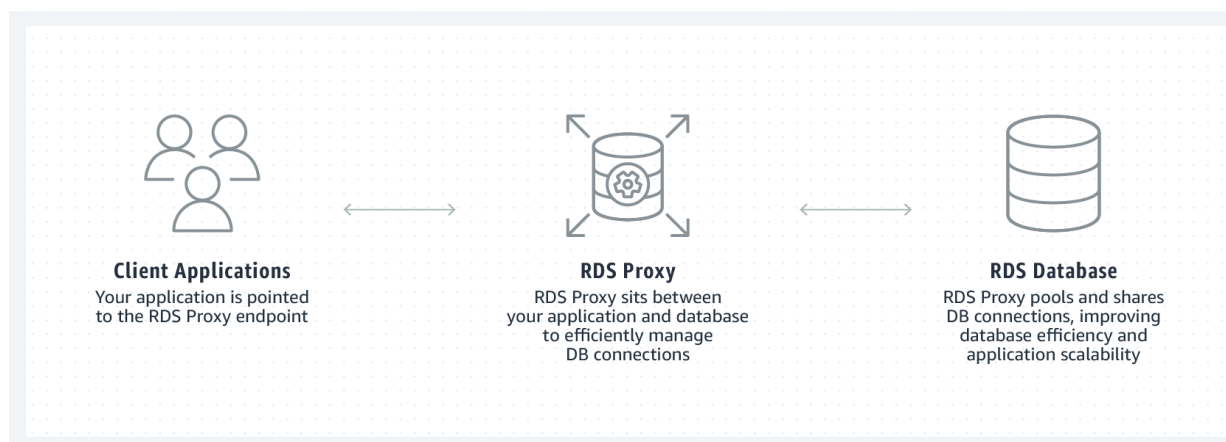 Client Applications
Your application is pointed
to the RDS Proxy endpoint
RDS Proxy
RDS Proxy sits between
your application and database
to efficiently manage
DB connections
RDS Database
RDS Proxy pools and shares
DB connections, improving
database efficiency and
application scalability